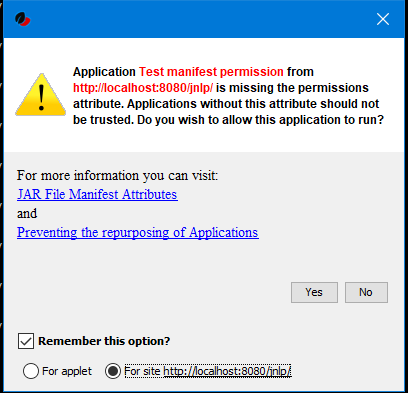 Application Test manifest permission from
http://localhost:8080/jnlp/ is missing the permissions
attribute. Applications without this attribute should not
be trusted. Do you wish to allow this application to run?
For more information you can visit:
JAR File Manifest Attributes
and
Preventing the repurposing of Applications
Yes No
Remember this option?
For applet For site http://localhost:8080/jnlp/